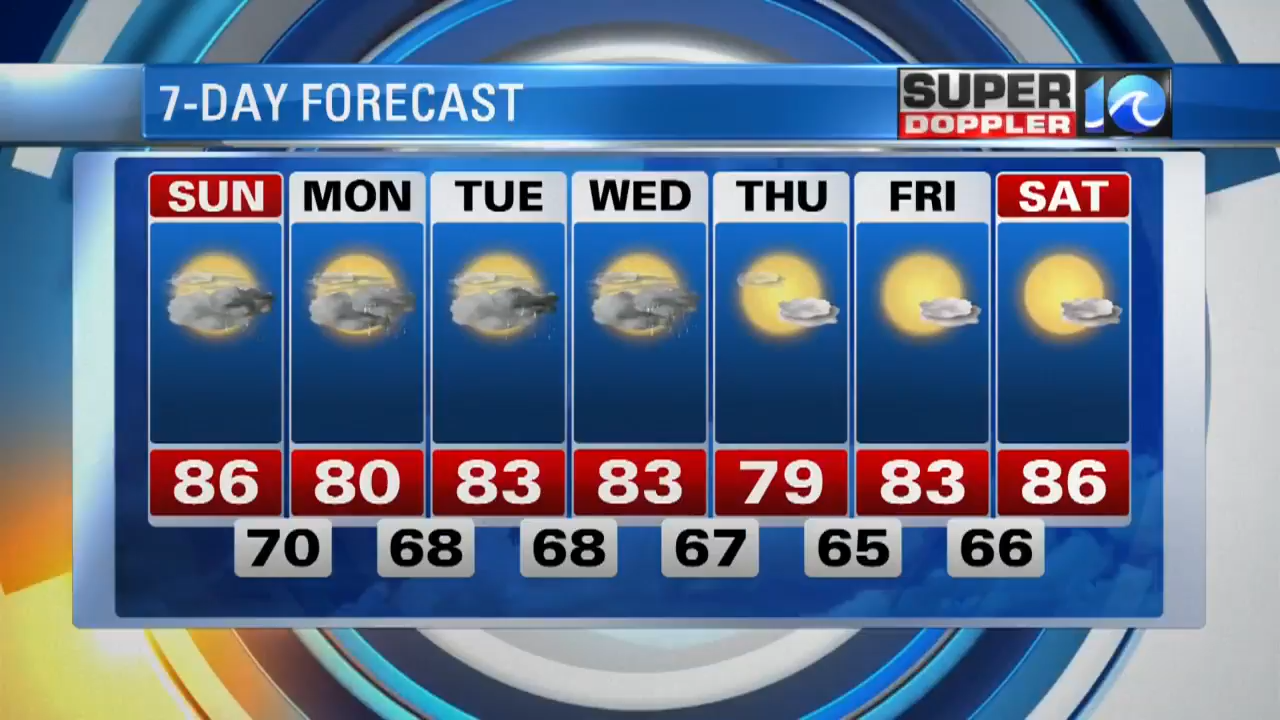 7-DAY FORECAST
SUPER
DOPPLER 10
SUN MON TUE WED THU FRI SAT
86 80 83 83 79 83 86
70 68 68 67 65 66